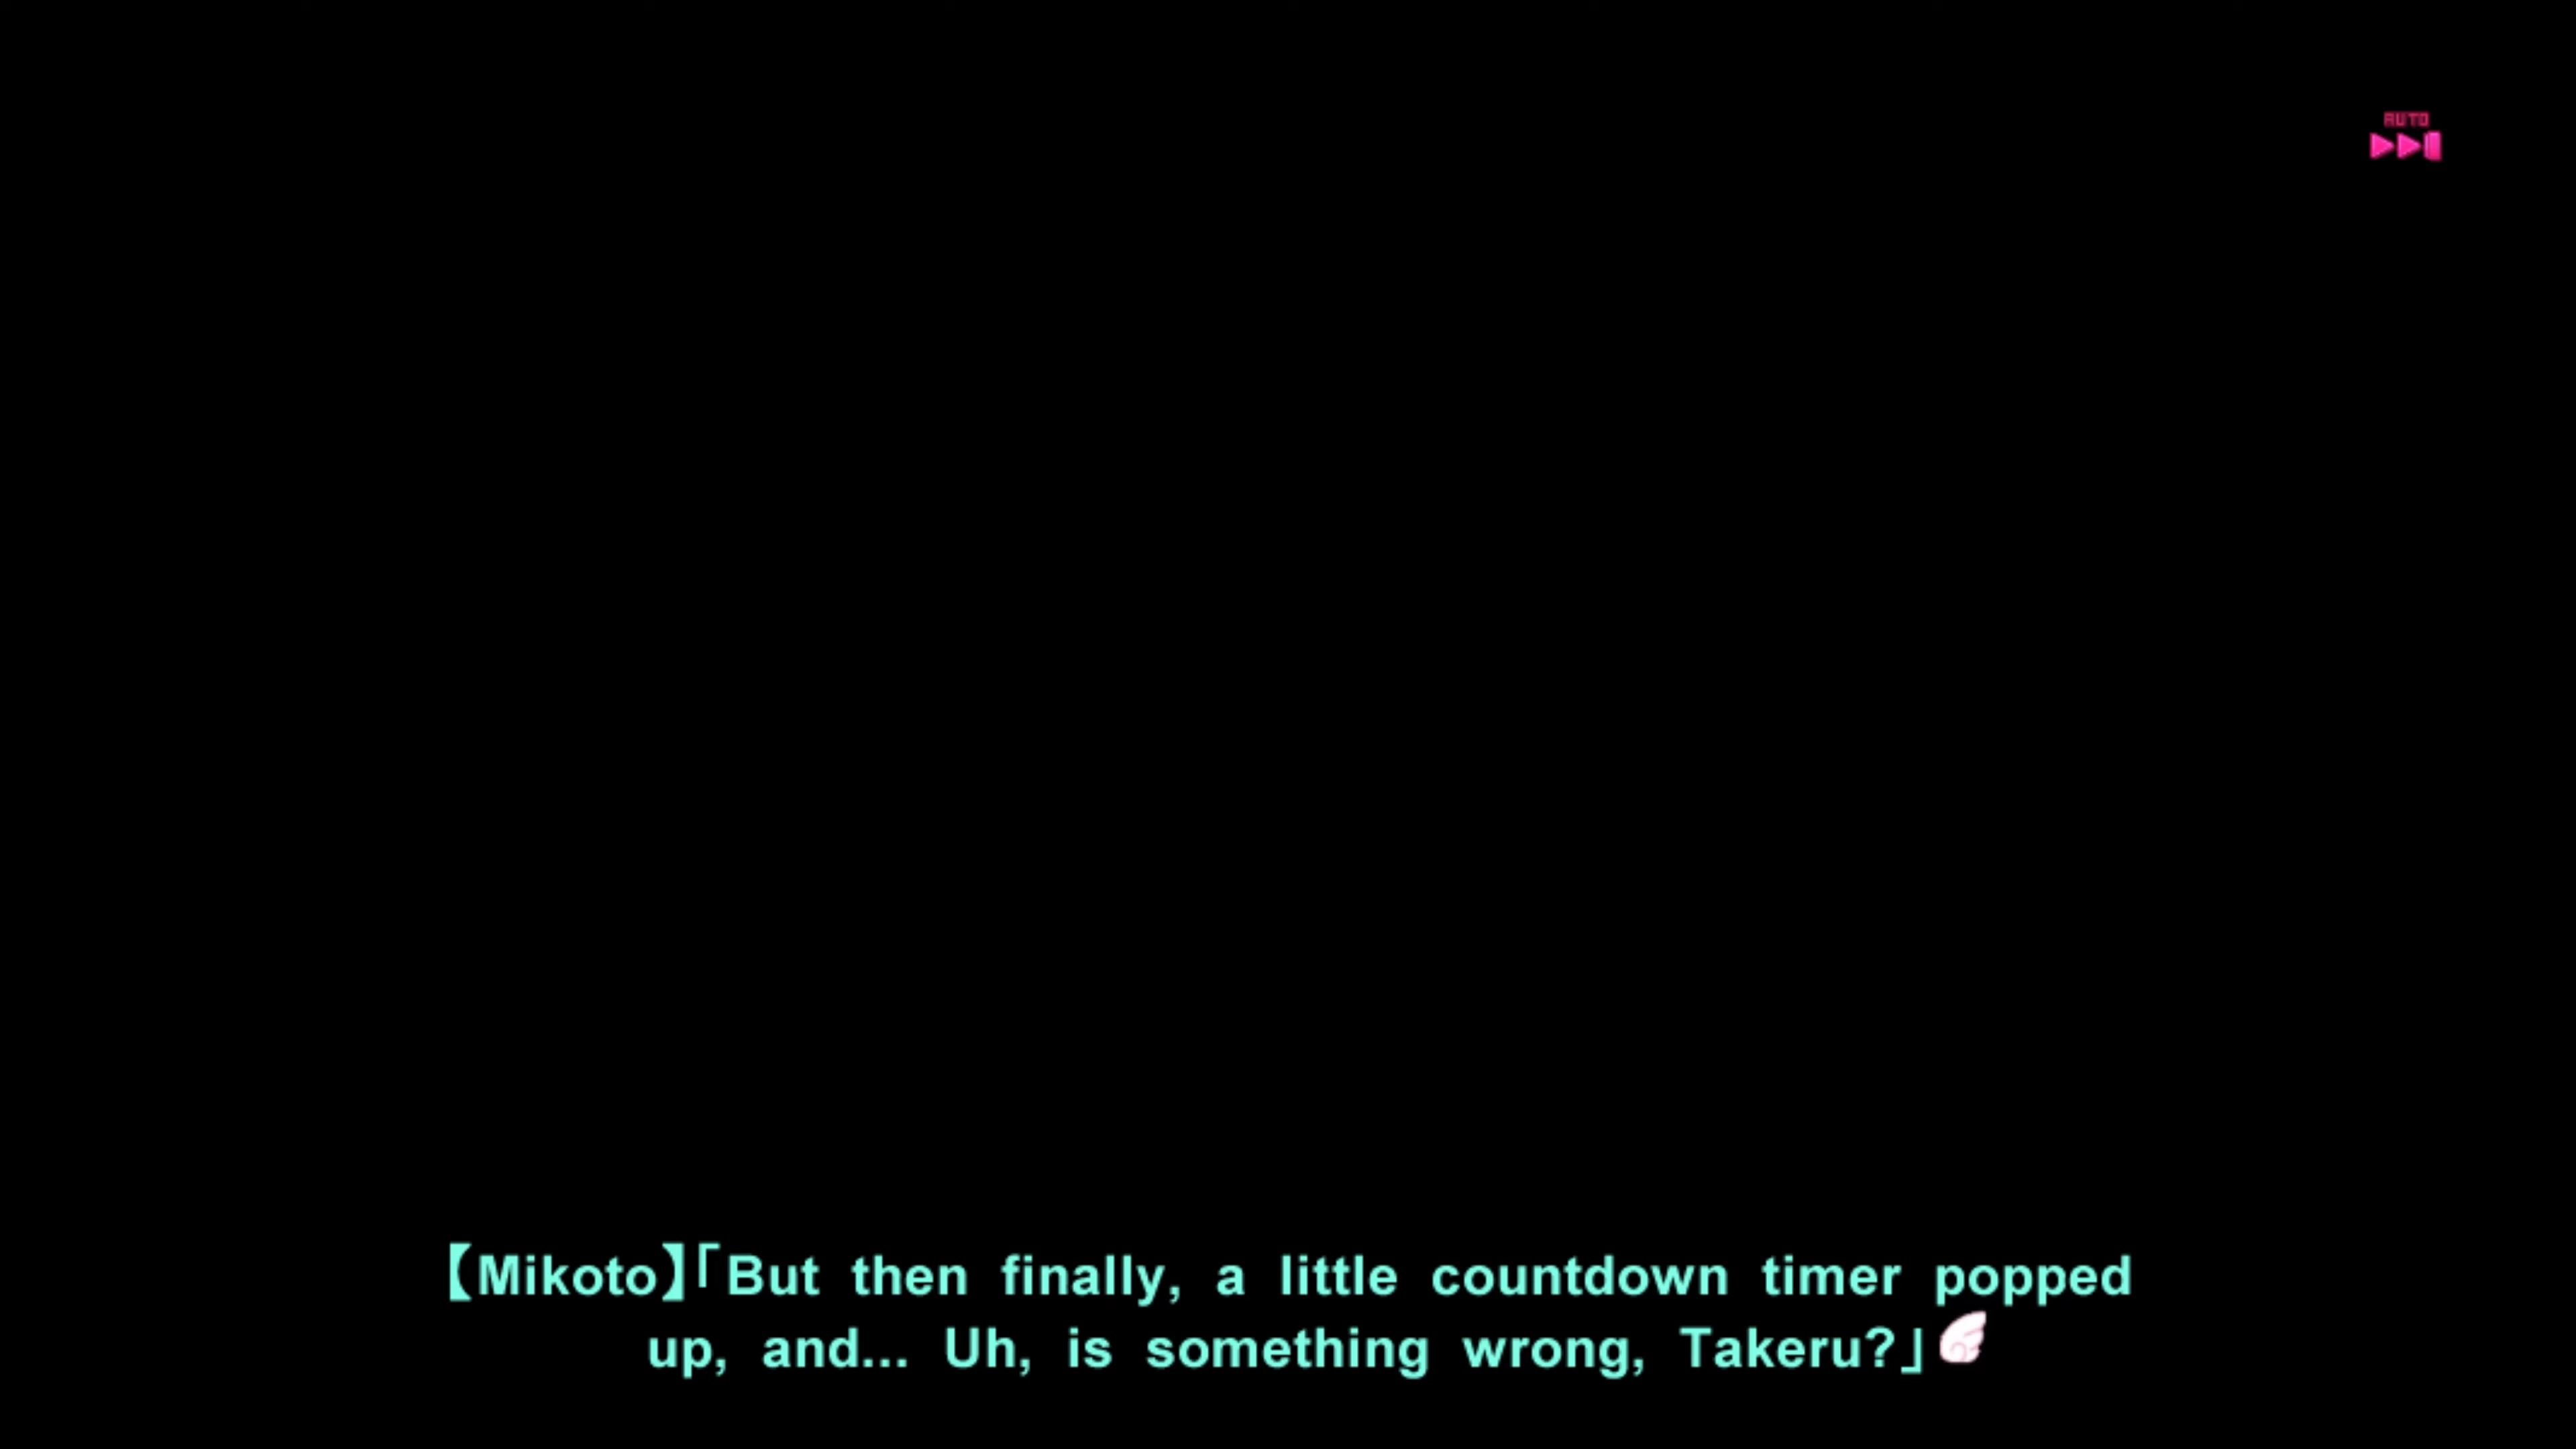 AUTO
【Mikoto】「But then finally, a little countdown timer popped
up, and... Uh, is something wrong, Takeru?」